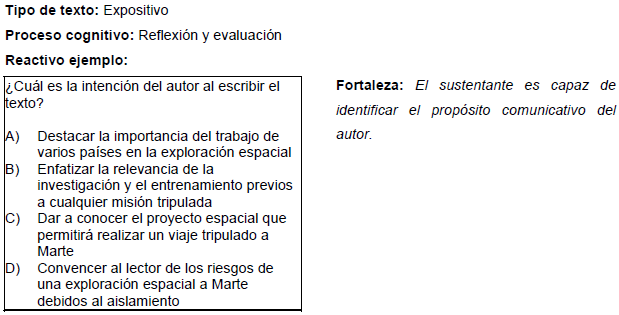 Tipo de texto: Expositivo
Proceso cognitivo: Reflexión y evaluación
Reactivo ejemplo:
¿Cuál es la intención del autor al escribir el
texto?
A) Destacar la importancia del trabajo de
varios países en la exploración espacial
B) Enfatizar la relevancia de la
investigación y el entrenamiento previos
a cualquier misión tripulada
C) Dar a conocer el proyecto espacial que
permitirá realizar un viaje tripulado a
Marte
D) Convencer al lector de los riesgos de
una exploración espacial a Marte
debidos al aislamiento
Fortaleza: El sustentante es capaz de
identificar el propósito comunicativo del
autor.